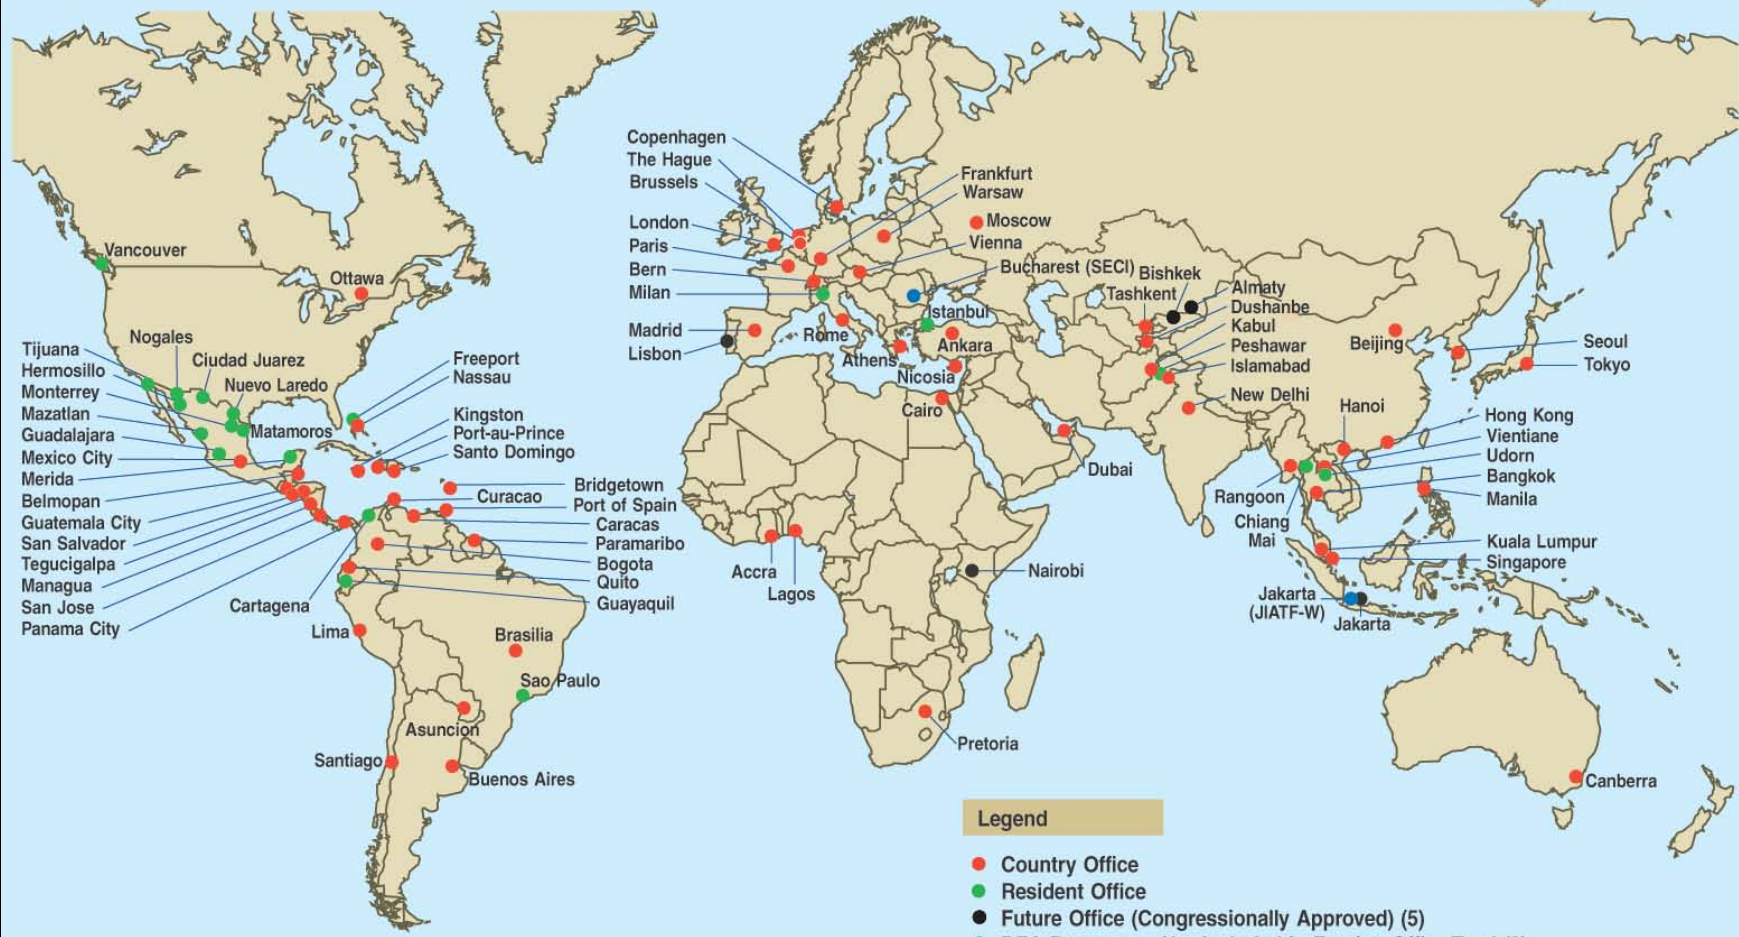 Vancouver
Ottawa
Nogales
Tijuana
Ciudad Juarez
Hermosillo
Nuevo Laredo
Monterrey
Mazatlan
Matamoros
Guadalajara
Mexico City
Merida
Belmopan
Guatemala City
San Salvador
Tegucigalpa
Managua
San Jose
Panama City
Freeport
Nassau
Kingston
Port-au-Prince
Santo Domingo
Bridgetown
Curacao
Port of Spain
Caracas
Paramaribo
Bogota
Quito
Guayaquil
Cartagena
Lima
Brasilia
Sao Paulo
Asuncion
Santiago
Buenos Aires
Copenhagen
The Hague
Brussels
London
Paris
Bern
Milan
Madrid
Lisbon
Frankfurt
Warsaw
Moscow
Vienna
Bucharest (SECI)
Istanbul
Rome
Athens
Ankara
Nicosia
Cairo
Bishkek
Tashkent
Almaty
Dushanbe
Kabul
Peshawar
Islamabad
New Delhi
Dubai
Accra
Lagos
Nairobi
Pretoria
Beijing
Seoul
Tokyo
Hanoi
Hong Kong
Vientiane
Udorn
Bangkok
Manila
Rangoon
Chiang
Mai
Kuala Lumpur
Singapore
Jakarta
(JIATF-W)
Jakarta
Canberra
Legend
Country Office
Resident Office
Future Office (Congressionally Approved) (5)